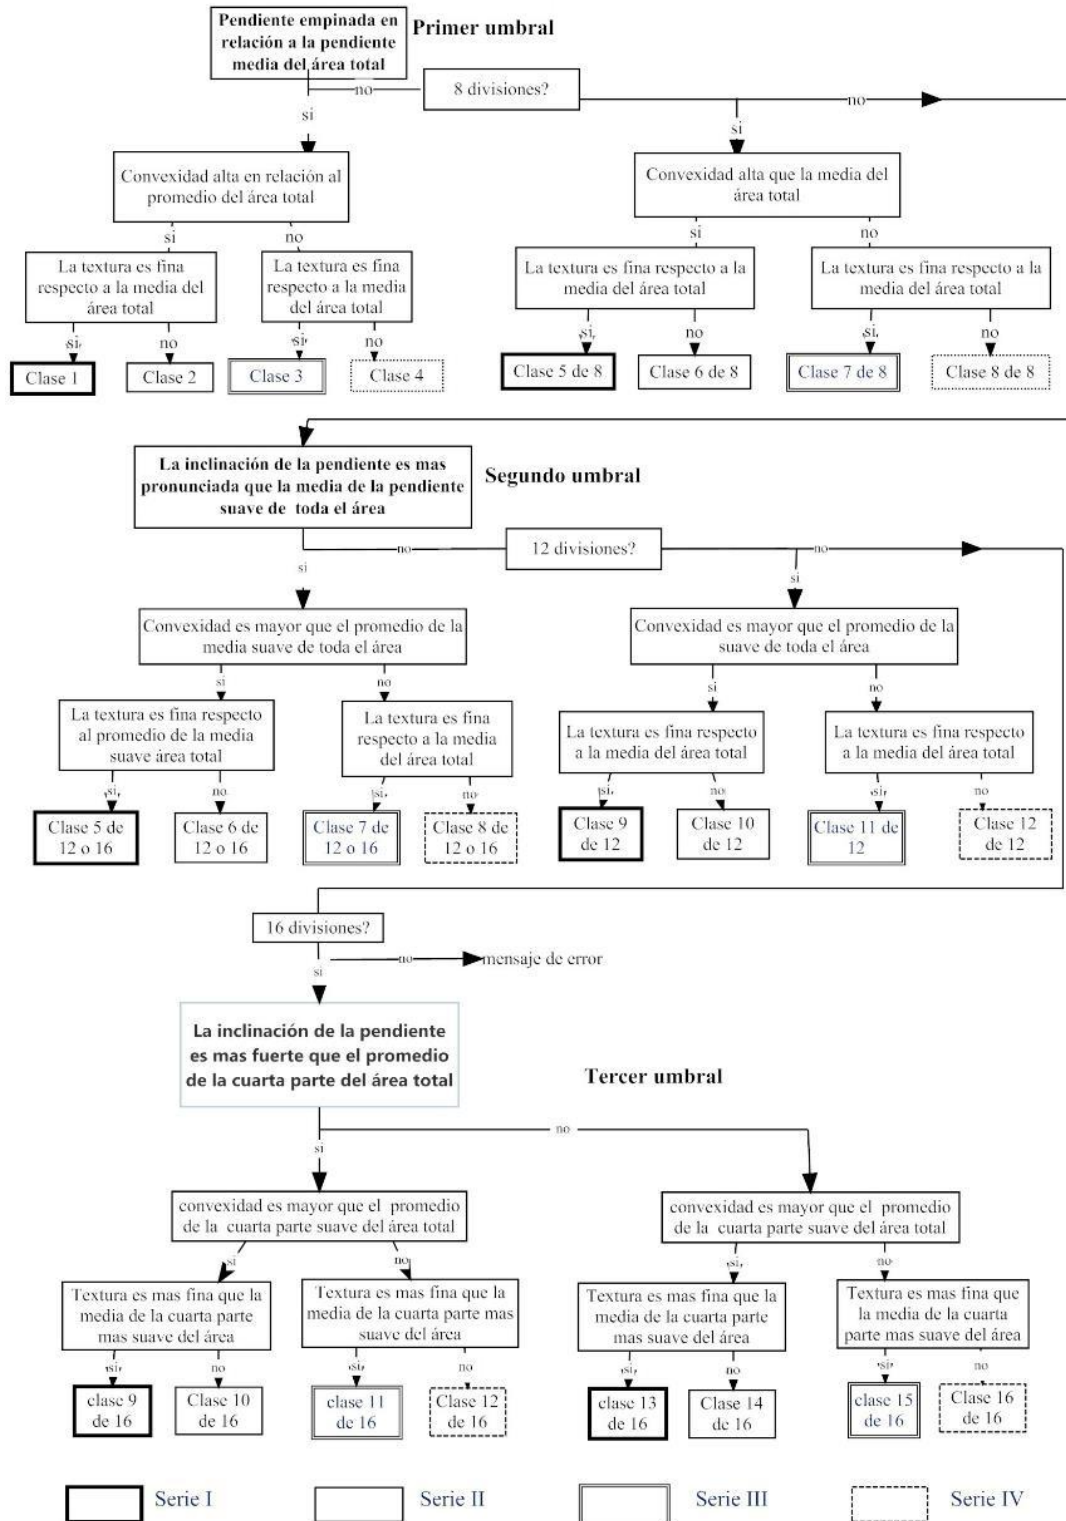 Pendiente empinada en
relación a la pendiente
media del área total
Primer umbral
no
8 divisiones?
no
si
si
Convexidad alta en relación al
promedio del área total
Convexidad alta que la media del
área total
si
no
si
no
La textura es fina
respecto a la media del
área total
La textura es fina
respecto a la media
del área total
La textura es fina respecto a la
media del área total
La textura es fina respecto a la
media del área total
si
no
si
no
si
no
si
no
Clase 1
Clase 2
Clase 3
Clase 4
Clase 5 de 8
Clase 6 de 8
Clase 7 de 8
Clase 8 de 8
La inclinación de la pendiente es mas
pronunciada que la media de la pendiente
suave de toda el área
Segundo umbral
no
12 divisiones?
no
si
si
Convexidad es mayor que el promedio de la
media suave de toda el área
Convexidad es mayor que el promedio de la
suave de toda el área
si
no
si
no
La textura es fina respecto
al promedio de la media
suave área total
La textura es fina
respecto a la media
del área total
La textura es fina respecto
a la media del área total
La textura es fina respecto
a la media del área total
si
no
si
no
si
no
si
no
Clase 5 de
12 o 16
Clase 6 de
12 o 16
Clase 7 de
12 o 16
Clase 8 de
12 o 16
Clase 9
de 12
Clase 10
de 12
Clase 11 de
12
Clase 12
de 12
16 divisiones?
no
mensaje de error
si
La inclinación de la pendiente
es mas fuerte que el promedio
de la cuarta parte del área total
Tercer umbral
no
si
convexidad es mayor que el promedio
de la cuarta parte suave del área total
convexidad es mayor que el promedio
de la cuarta parte suave del área total
si
no
si
no
Textura es mas fina que la
media de la cuarta parte
mas suave del área
Textura es mas fina que la
media de la cuarta parte mas
suave del área
Textura es mas fina que la
media de la cuarta parte
mas suave del área
Textura es mas fina que
la media de la cuarta
parte mas suave del área
si
no
si
no
si
no
si
no
clase 9
de 16
Clase 10
de 16
clase 11
de 16
Clase 12
de 16
clase 13
de 16
Clase 14
de 16
clase 15
de 16
Clase 16
de 16
Serie I
Serie II
Serie III
Serie IV